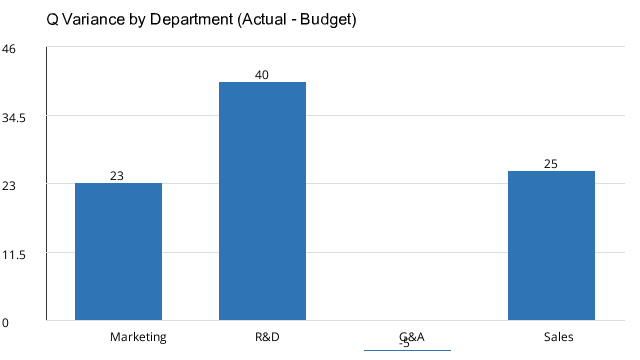 Q Variance by Department (Actual - Budget)
46
40
34.5
25
23
23
11.5
0
Marketing
R&D
G&A
Sales
-5